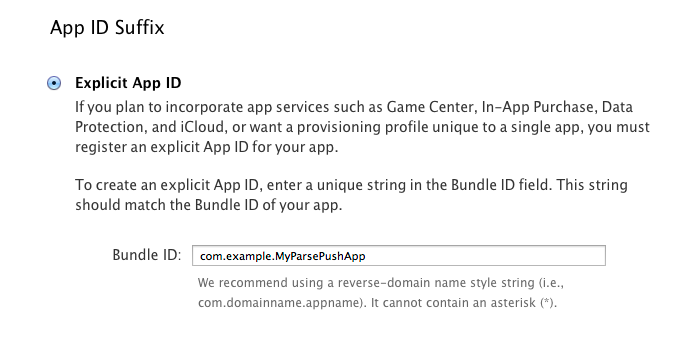 App ID Suffix
Explicit App ID
If you plan to incorporate app services such as Game Center, In-App Purchase, Data
Protection, and iCloud, or want a provisioning profile unique to a single app, you must
register an explicit App ID for your app.
To create an explicit App ID, enter a unique string in the Bundle ID field. This string
should match the Bundle ID of your app.
Bundle ID: com.example.MyParsePushApp
We recommend using a reverse-domain name style string (i.e.,
com.domainname.appname). It cannot contain an asterisk (*).